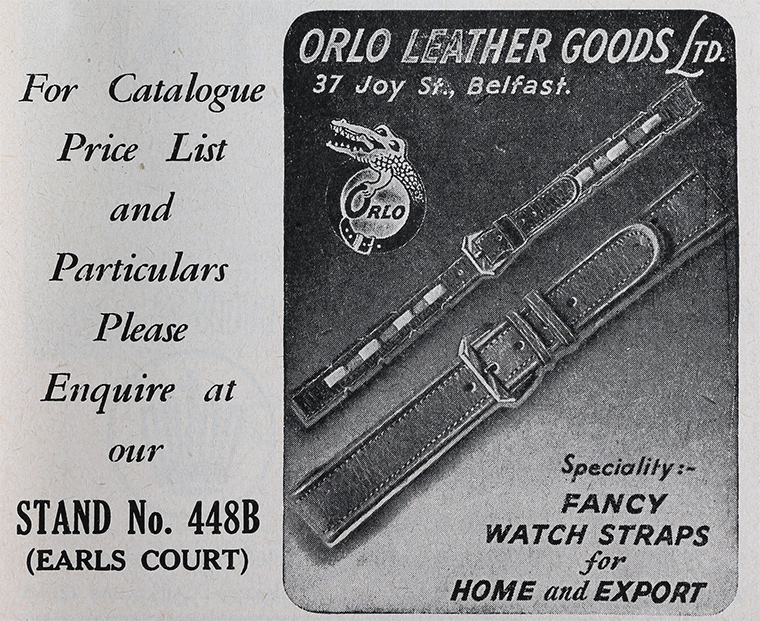 For Catalogue
Price List
and
Particulars
Please
Enquire at
our
STAND No. 448B
(EARLS COURT)
ORLO LEATHER GOODS LTD.
37 Joy St., Belfast.
ORLO
Speciality:-
FANCY
WATCH STRAPS
for
HOME and EXPORT